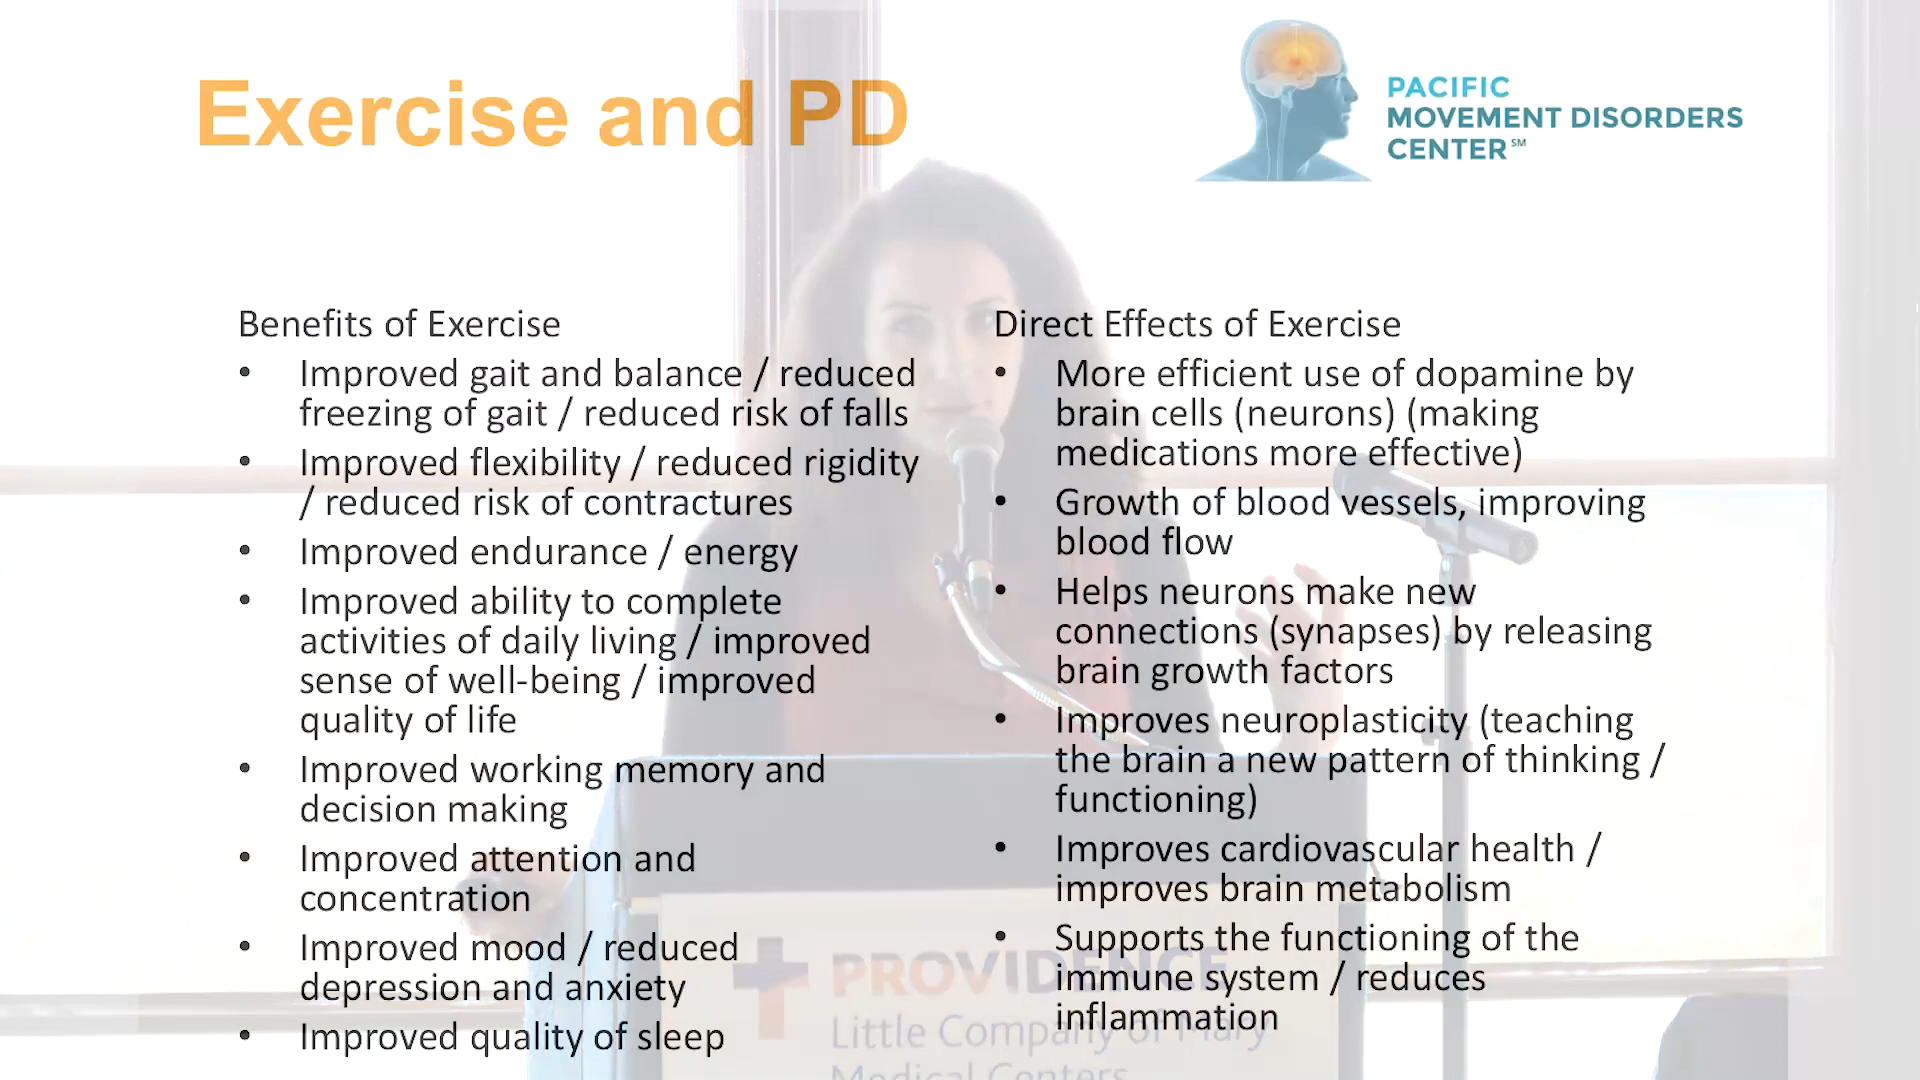 Exercise and PD
PACIFIC
MOVEMENT DISORDERS
CENTER℠
Benefits of Exercise
• Improved gait and balance / reduced
freezing of gait / reduced risk of falls
• Improved flexibility / reduced rigidity
/ reduced risk of contractures
• Improved endurance / energy
• Improved ability to complete
activities of daily living / improved
sense of well-being / improved
quality of life
• Improved working memory and
decision making
• Improved attention and
concentration
• Improved mood / reduced
depression and anxiety
• Improved quality of sleep
Direct Effects of Exercise
• More efficient use of dopamine by
brain cells (neurons) (making
medications more effective)
• Growth of blood vessels, improving
blood flow
• Helps neurons make new
connections (synapses) by releasing
brain growth factors
• Improves neuroplasticity (teaching
the brain a new pattern of thinking /
functioning)
• Improves cardiovascular health /
improves brain metabolism
• Supports the functioning of the
immune system / reduces
inflammation
PROVIDENCE
Little Company of Mary
Medical Centers